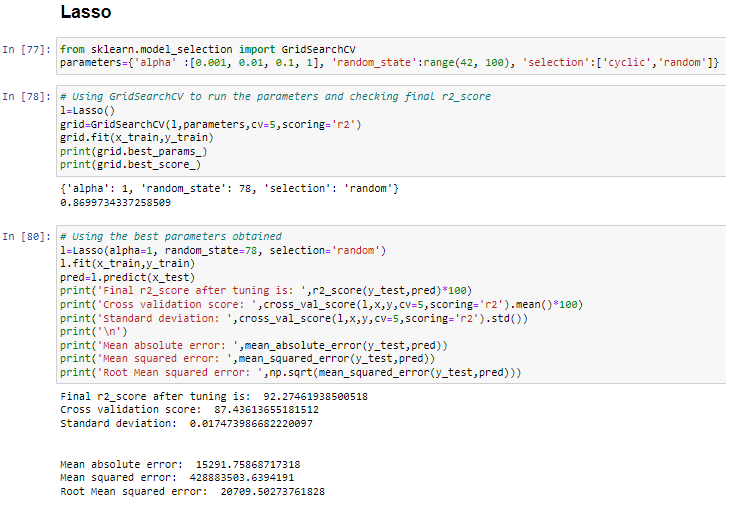 Lasso
In [77]: from sklearn.model_selection import GridSearchCV
parameters={'alpha' :[0.001, 0.01, 0.1, 1], 'random_state':range(42, 100), 'selection':['cyclic','random']}
In [78]: # Using GridSearchCV to run the parameters and checking final r2_score
l=Lasso()
grid=GridSearchCV(l,parameters,cv=5,scoring='r2')
grid.fit(x_train,y_train)
print(grid.best_params_)
print(grid.best_score_)
{'alpha': 1, 'random_state': 78, 'selection': 'random'}
0.8699734337258509
In [80]: # Using the best parameters obtained
l=Lasso(alpha=1, random_state=78, selection='random')
l.fit(x_train,y_train)
pred=l.predict(x_test)
print('Final r2_score after tuning is: ',r2_score(y_test,pred)*100)
print('Cross validation score: ',cross_val_score(l,x,y,cv=5,scoring='r2').mean()*100)
print('Standard deviation: ',cross_val_score(l,x,y,cv=5,scoring='r2').std())
print('\n')
print('Mean absolute error: ',mean_absolute_error(y_test,pred))
print('Mean squared error: ',mean_squared_error(y_test,pred))
print('Root Mean squared error: ',np.sqrt(mean_squared_error(y_test,pred)))
Final r2_score after tuning is:  92.27461938500518
Cross validation score:  87.43613655181512
Standard deviation:  0.017473986682220097
Mean absolute error:  15291.75868717318
Mean squared error:  428883503.6394191
Root Mean squared error:  20709.50273761828